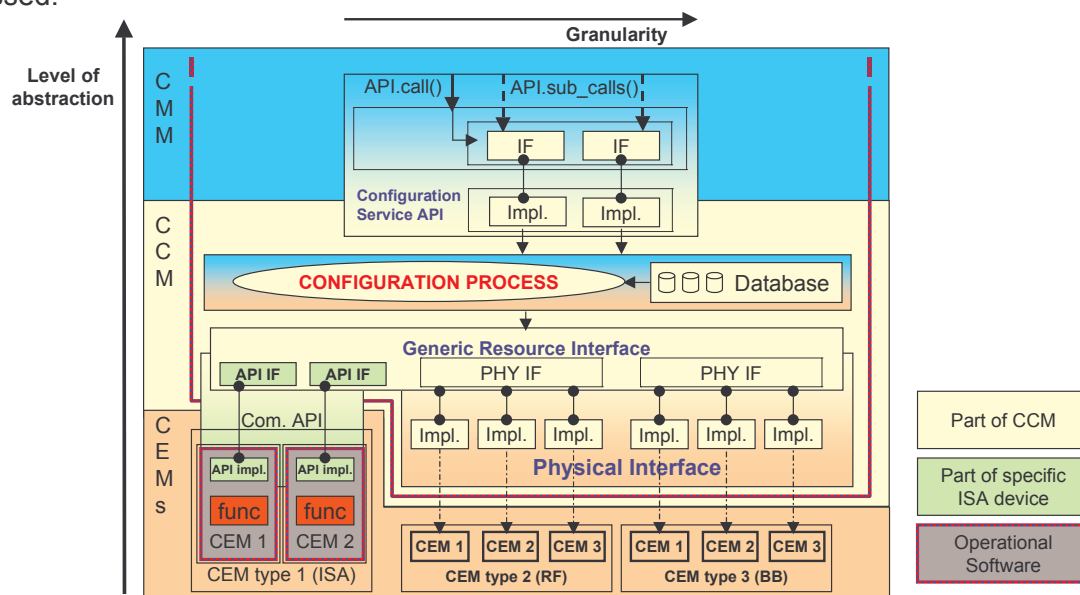 ssed.
Granularity
Level of
abstraction
C
M
M
API.call()
API.sub_calls()
IF
IF
Configuration
Service API
Impl.
Impl.
C
C
M
CONFIGURATION PROCESS
Database
Generic Resource Interface
API IF
API IF
PHY IF
PHY IF
C
E
M
s
Com. API
Impl.
Impl.
Impl.
Impl.
Impl.
Impl.
API impl.
API impl.
Physical Interface
func
func
CEM 1
CEM 2
CEM 1
CEM 2
CEM 3
CEM 1
CEM 2
CEM 3
CEM type 1 (ISA)
CEM type 2 (RF)
CEM type 3 (BB)
Part of CCM
Part of specific
ISA device
Operational
Software